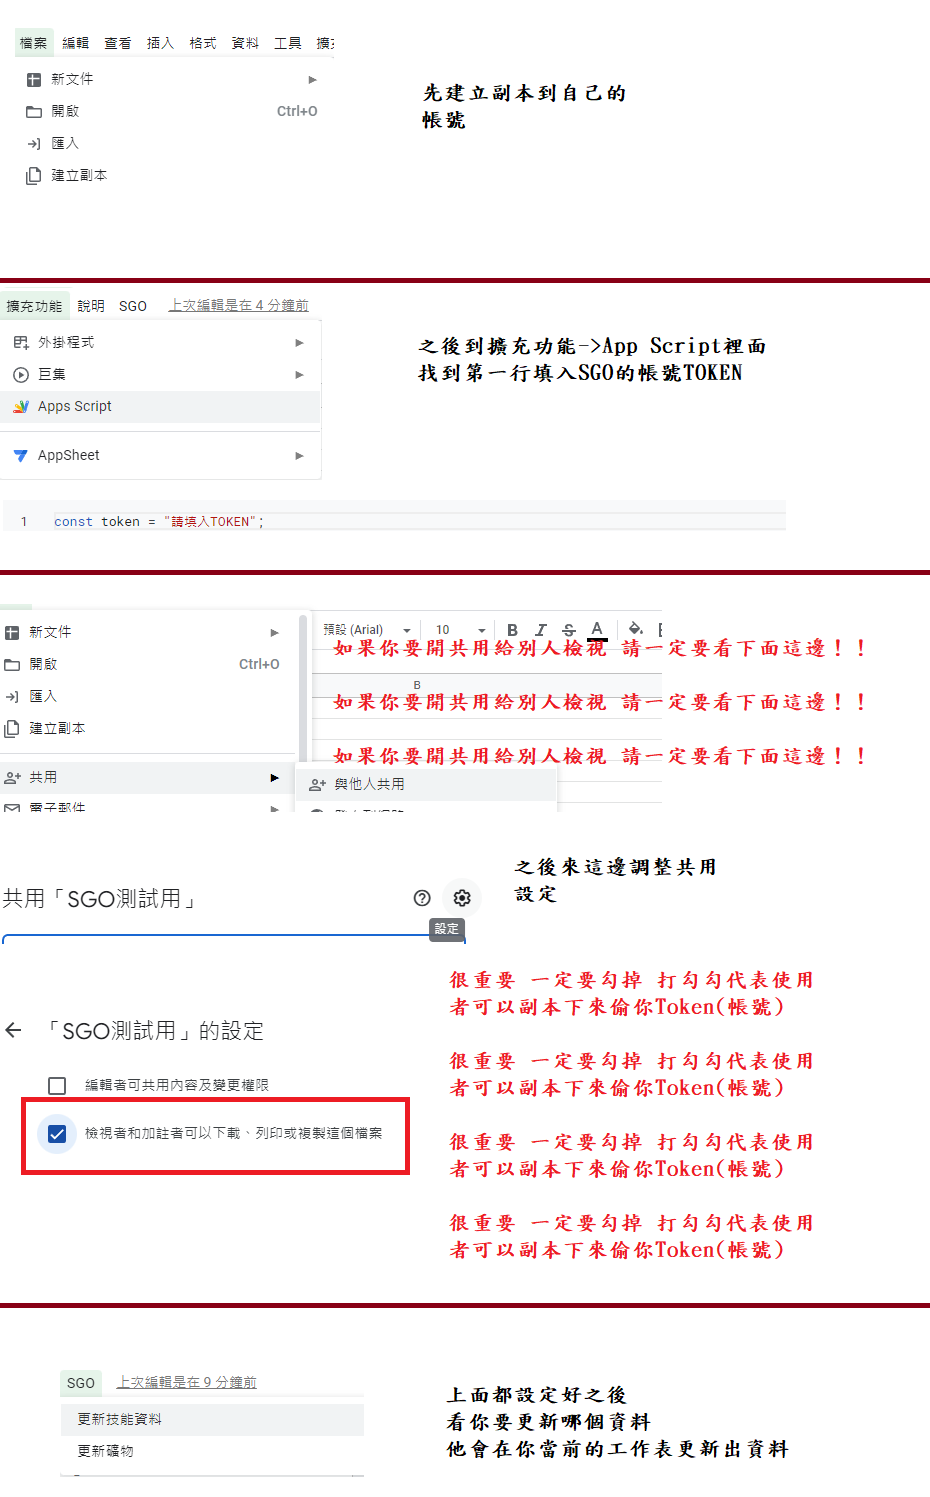 檔案 編輯 查看 插入 格式 資料 工具
新文件
開啟 Ctrl+O
匯入
建立副本
先建立副本到自己的
帳號
擴充功能 說明 SGO 上次編輯是在 4 分鐘前
外掛程式
巨集
Apps Script
AppSheet
之後到擴充功能->App Script裡面
找到第一行填入SGO的帳號TOKEN
1 const token = "請填入TOKEN";
新文件
開啟 Ctrl+O
匯入
建立副本
共用
電子郵件
預設 (Arial) 10 B I S A
B
與他人共用
如果你要開共用給別人檢視 請一定要看下面這邊！！
如果你要開共用給別人檢視 請一定要看下面這邊！！
如果你要開共用給別人檢視 請一定要看下面這邊！！
之後來這邊調整共用
設定
共用「SGO測試用」
設定
「SGO測試用」的設定
編輯者可共用內容及變更權限
檢視者和加註者可以下載、列印或複製這個檔案
很重要 一定要勾掉 打勾勾代表使用
者可以副本下來偷你Token(帳號)
很重要 一定要勾掉 打勾勾代表使用
者可以副本下來偷你Token(帳號)
很重要 一定要勾掉 打勾勾代表使用
者可以副本下來偷你Token(帳號)
很重要 一定要勾掉 打勾勾代表使用
者可以副本下來偷你Token(帳號)
SGO 上次編輯是在 9 分鐘前
更新技能資料
更新礦物
上面都設定好之後
看你要更新哪個資料
他會在你當前的工作表更新出資料